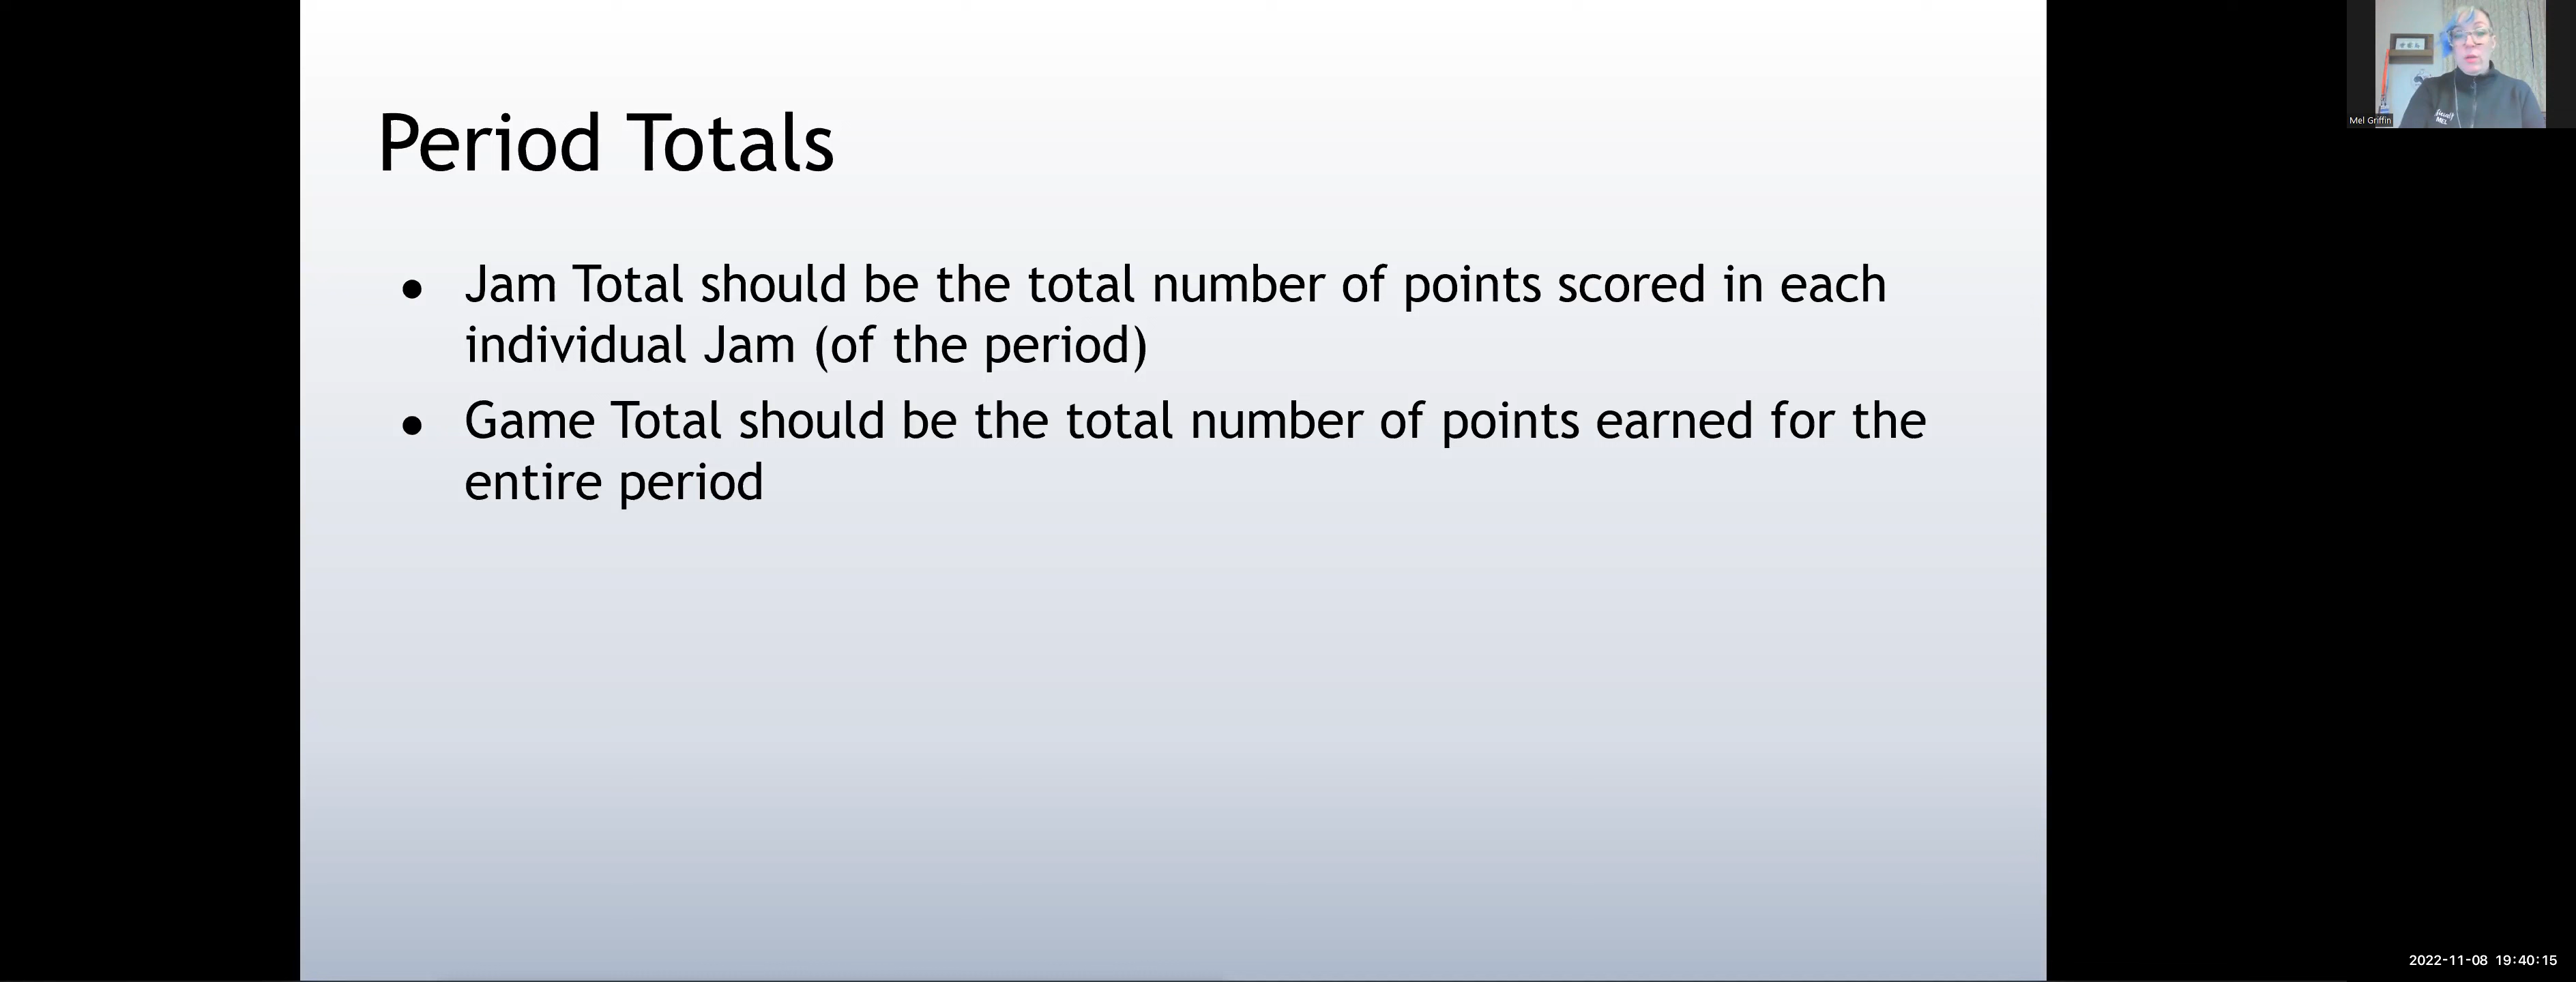 Period Totals
● Jam Total should be the total number of points scored in each
individual Jam (of the period)
● Game Total should be the total number of points earned for the
entire period
MEL
Mel Griffin
2022-11-08 19:40:15